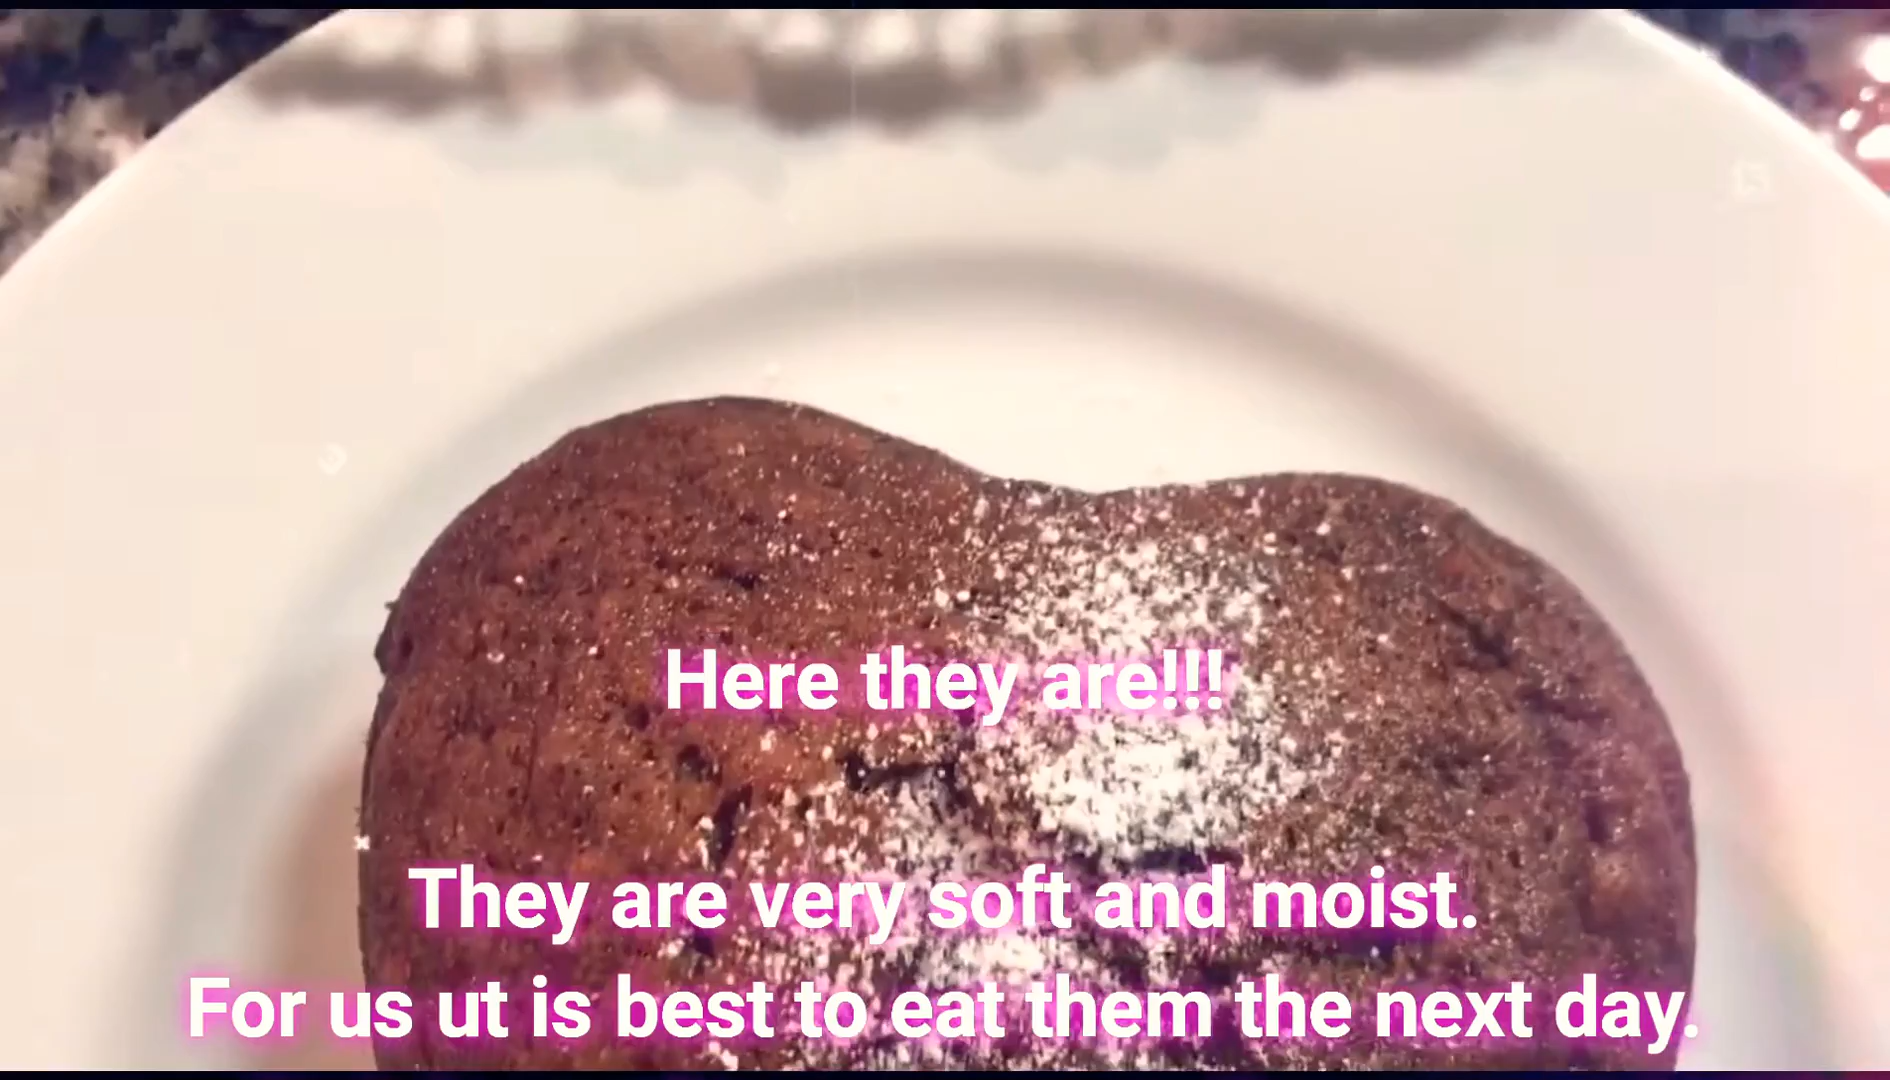 Here they are!!!
They are very soft and moist.
For us ut is best to eat them the next day.